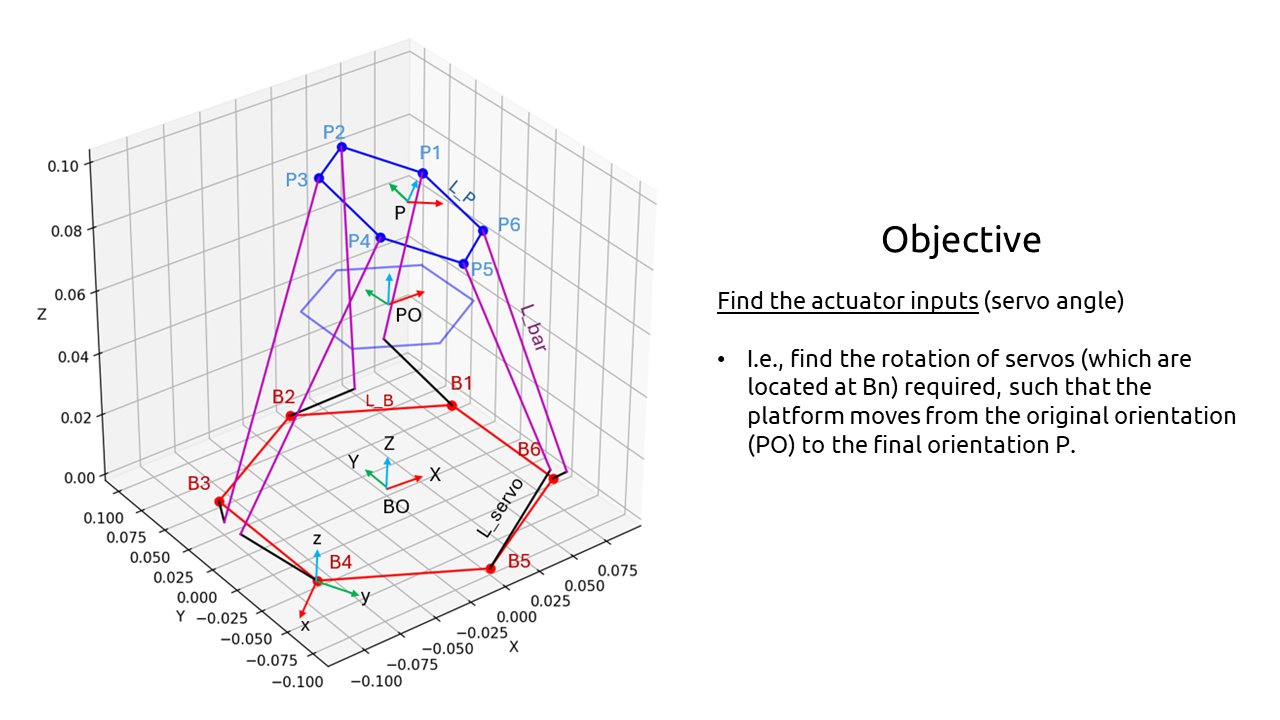 P2
P1
P3
L_P
P
P4
P6
P5
PO
L_bar
B1
B2
L_B
B6
Z
Y
X
BO
B3
L_servo
z
B4
y
x
B5
0.10
0.08
0.06
Z
0.04
0.02
0.00
0.100
0.075
0.050
0.025
0.000
Y
−0.025
−0.050
−0.075
−0.100
−0.100
−0.075
−0.050
−0.025
X
0.000
0.025
0.050
0.075
Objective
Find the actuator inputs (servo angle)
• I.e., find the rotation of servos (which are
located at Bn) required, such that the
platform moves from the original orientation
(PO) to the final orientation P.